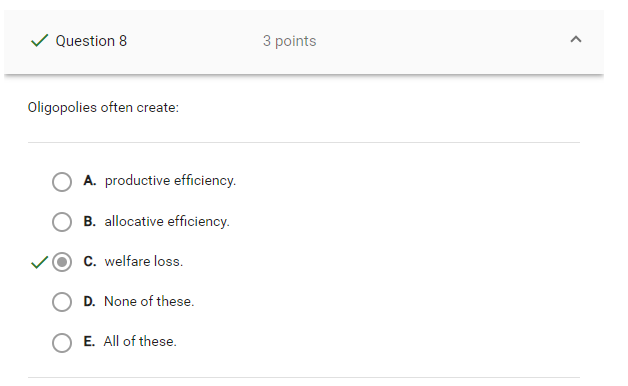 Question 8 3 points
Oligopolies often create:
A. productive efficiency.
B. allocative efficiency.
C. welfare loss.
D. None of these.
E. All of these.